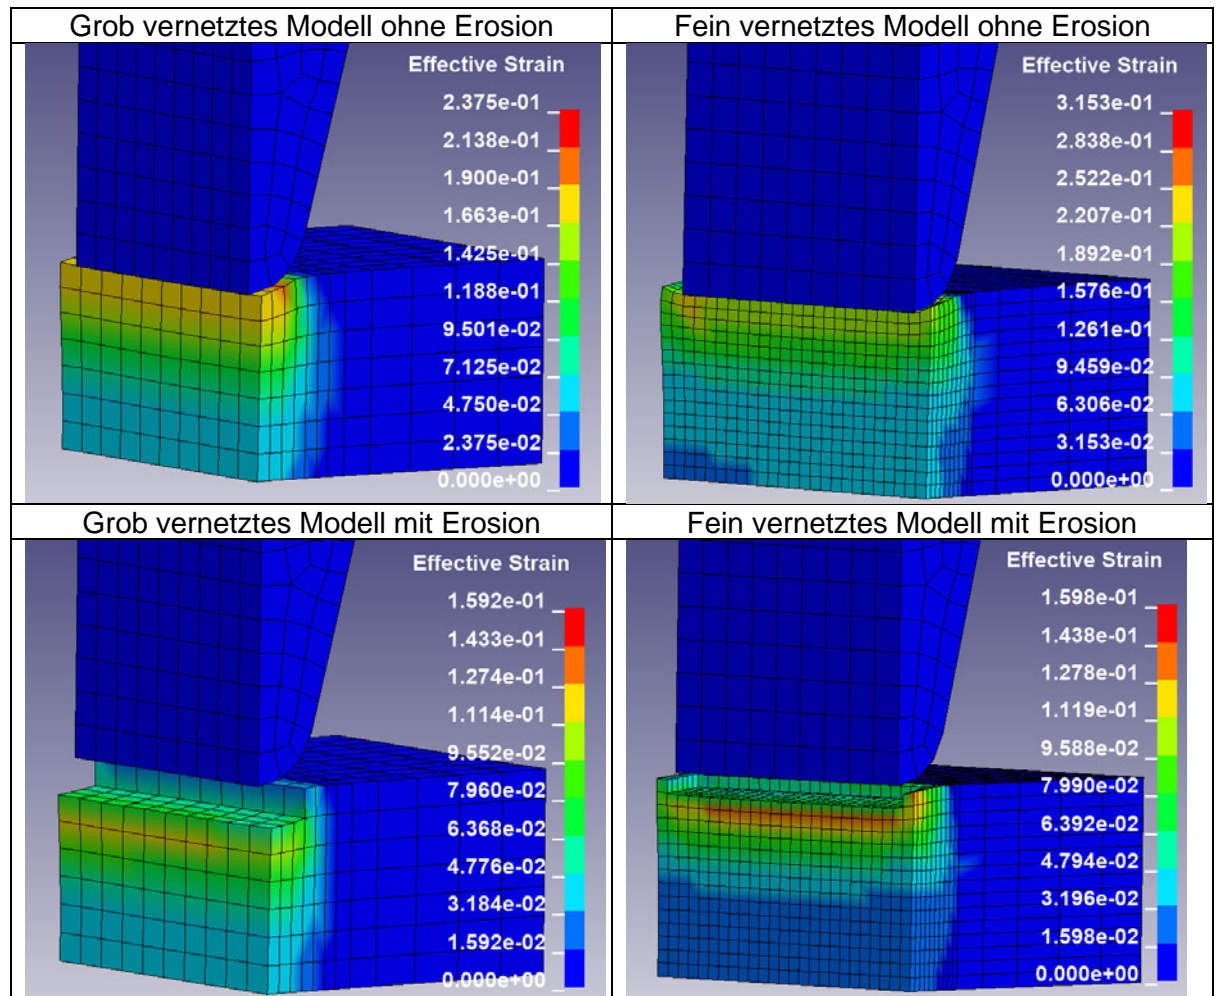 Grob vernetztes Modell ohne Erosion
Fein vernetztes Modell ohne Erosion
Effective Strain
2.375e-01
2.138e-01
1.900e-01
1.663e-01
1.425e-01
1.188e-01
9.501e-02
7.125e-02
4.750e-02
2.375e-02
0.000e+00
Effective Strain
3.153e-01
2.838e-01
2.522e-01
2.207e-01
1.892e-01
1.576e-01
1.261e-01
9.459e-02
6.306e-02
3.153e-02
0.000e+00
Grob vernetztes Modell mit Erosion
Fein vernetztes Modell mit Erosion
Effective Strain
1.592e-01
1.433e-01
1.274e-01
1.114e-01
9.552e-02
7.960e-02
6.368e-02
4.776e-02
3.184e-02
1.592e-02
0.000e+00
Effective Strain
1.598e-01
1.438e-01
1.278e-01
1.119e-01
9.588e-02
7.990e-02
6.392e-02
4.794e-02
3.196e-02
1.598e-02
0.000e+00